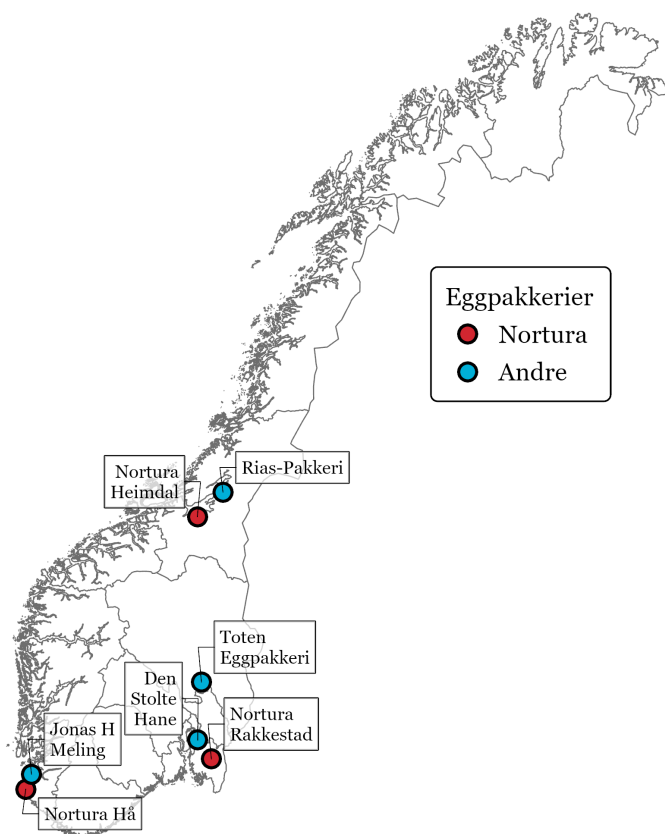 Eggpakkerier
Nortura
Andre
Nortura
Heimdal
Rias-Pakkeri
Toten
Eggpakkeri
Den
Stolte
Hane
Nortura
Rakkestad
Jonas H
Meling
Nortura Hå